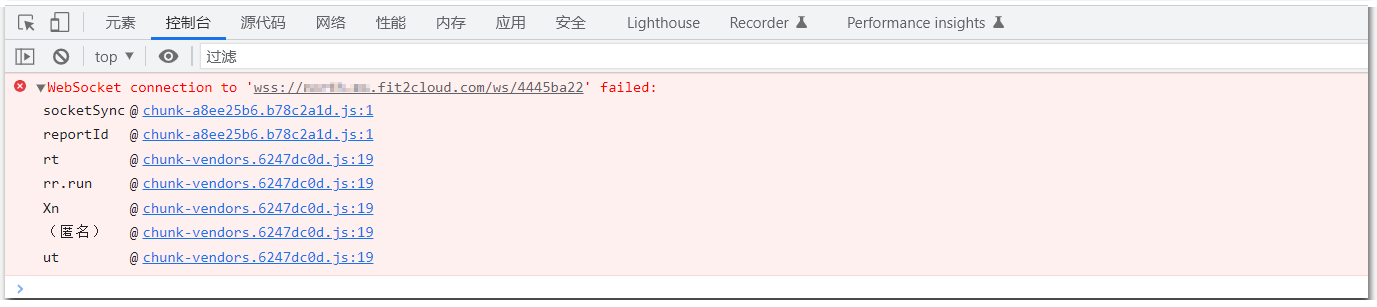 元素 控制台 源代码 网络 性能 内存 应用 安全 Lighthouse Recorder Performance insights
top ▼ 过滤
▼WebSocket connection to 'wss://.fit2cloud.com/ws/4445ba22' failed:
socketSync @ chunk-a8ee25b6.b78c2a1d.js:1
reportId @ chunk-a8ee25b6.b78c2a1d.js:1
rt @ chunk-vendors.6247dc0d.js:19
rr.run @ chunk-vendors.6247dc0d.js:19
Xn @ chunk-vendors.6247dc0d.js:19
（匿名） @ chunk-vendors.6247dc0d.js:19
ut @ chunk-vendors.6247dc0d.js:19